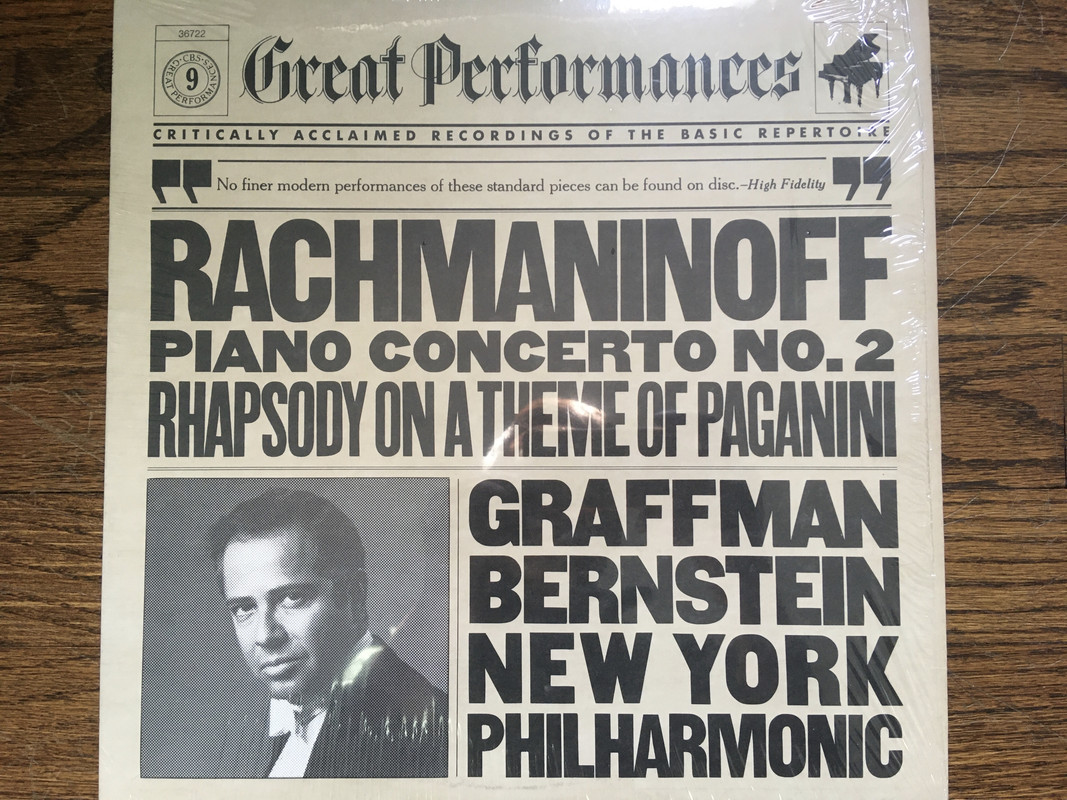 36722
GREAT PERFORMANCES · CBS ·
9
Great Performances
CRITICALLY ACCLAIMED RECORDINGS OF THE BASIC REPERTOIRE
"No finer modern performances of these standard pieces can be found on disc.–High Fidelity"
RACHMANINOFF
PIANO CONCERTO NO. 2
RHAPSODY ON A THEME OF PAGANINI
GRAFFMAN
BERNSTEIN
NEW YORK
PHILHARMONIC